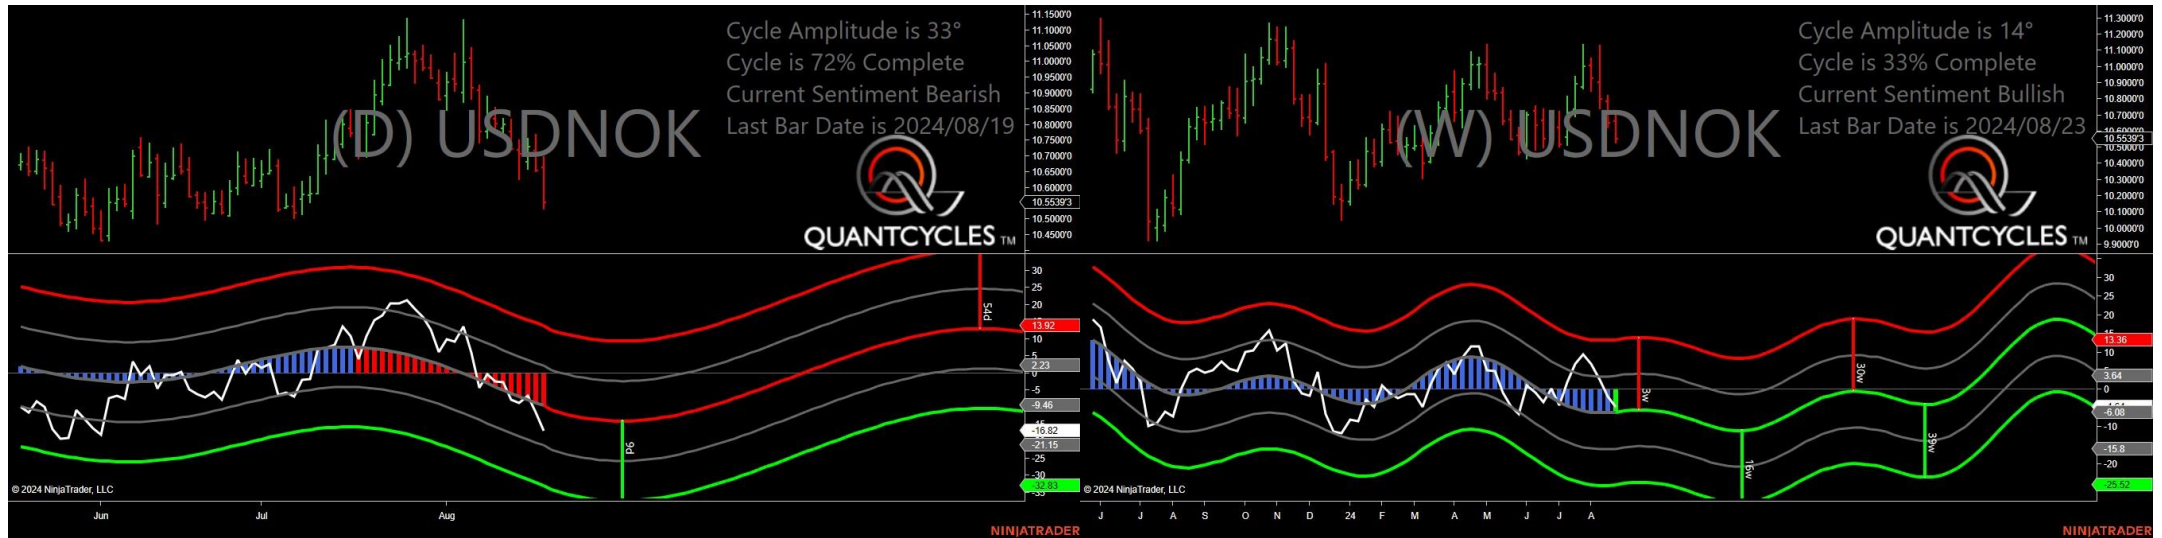 Cycle Amplitude is 33°
Cycle is 72% Complete
Current Sentiment Bearish
Last Bar Date is 2024/08/19
(D) USDNOK
QUANTCYCLES TM
11.1500'0
11.1000'0
11.0500'0
11.0000'0
10.9500'0
10.9000'0
10.8500'0
10.8000'0
10.7500'0
10.7000'0
10.6500'0
10.6000'0
10.5539'3
10.5000'0
10.4500'0
30
25
20
15
13.92
10
5
2.23
0
-5
-9.46
-16.82
-21.15
-25
-30
-32.83
-35
54d
9d
© 2024 NinjaTrader, LLC
Jun Jul Aug
NINJATRADER
Cycle Amplitude is 14°
Cycle is 33% Complete
Current Sentiment Bullish
Last Bar Date is 2024/08/23
(W) USDNOK
QUANTCYCLES TM
11.3000'0
11.2000'0
11.1000'0
11.0000'0
10.9000'0
10.8000'0
10.7000'0
10.6000'0
10.5539'3
10.5000'0
10.4000'0
10.3000'0
10.2000'0
10.1000'0
10.0000'0
9.9000'0
30
25
20
15
13.36
10
3.64
0
-6.08
-10
-15.8
-20
-25.52
3w
16w
30w
39w
© 2024 NinjaTrader, LLC
J J A S O N D 24 F M A M J J A
NINJATRADER